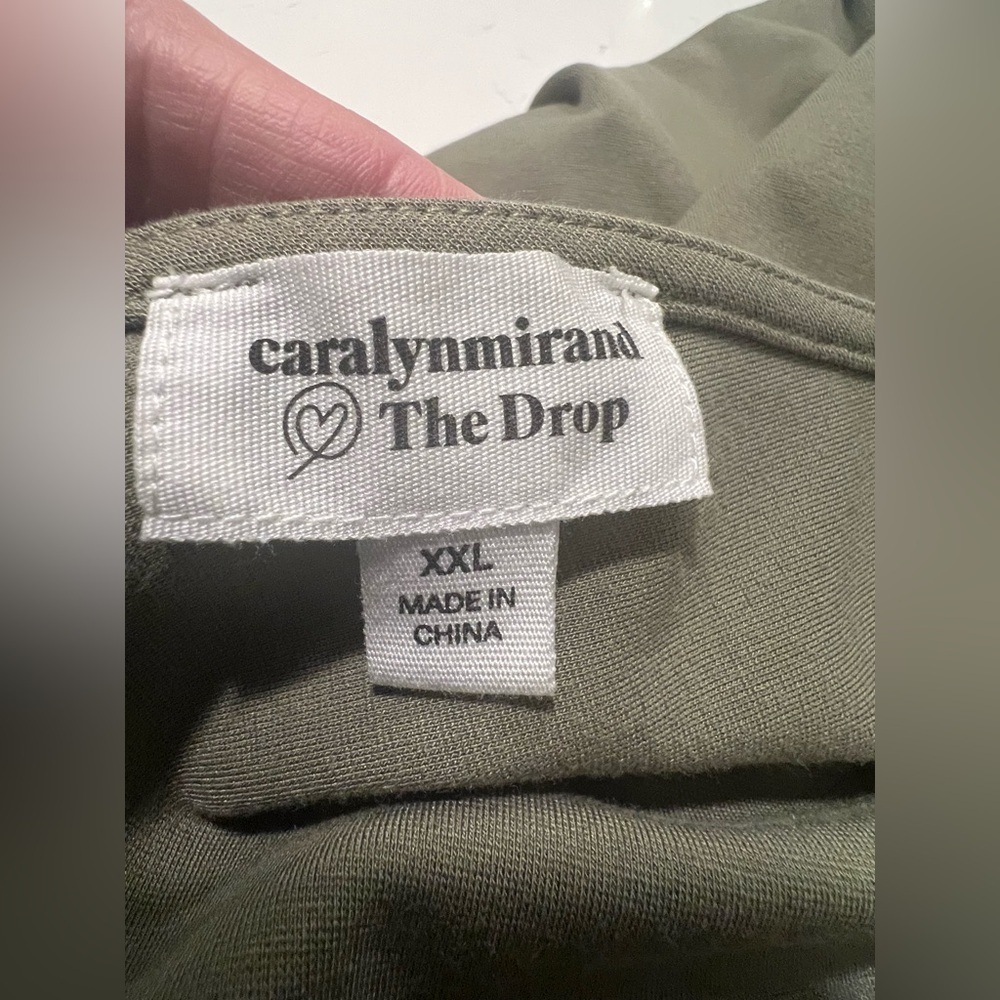 caralynmirand
The Drop
XXL
MADE IN
CHINA